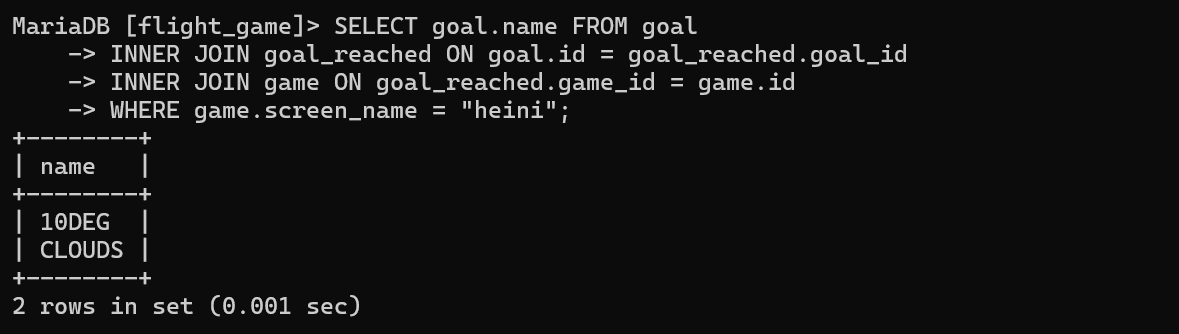 MariaDB [flight_game]> SELECT goal.name FROM goal
    -> INNER JOIN goal_reached ON goal.id = goal_reached.goal_id
    -> INNER JOIN game ON goal_reached.game_id = game.id
    -> WHERE game.screen_name = "heini";
+--------+
| name   |
+--------+
| 10DEG  |
| CLOUDS |
+--------+
2 rows in set (0.001 sec)